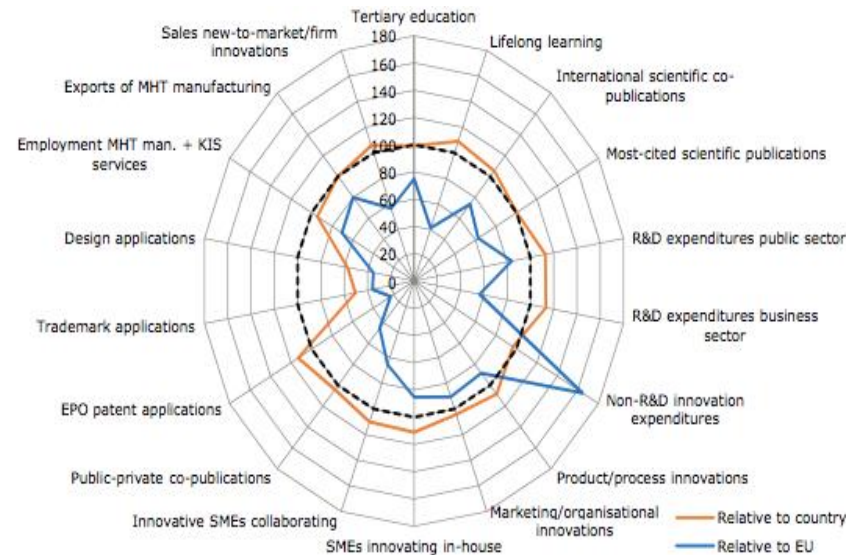 Tertiary education
Sales new-to-market/firm
innovations
Lifelong learning
Exports of MHT manufacturing
International scientific co-
publications
Employment MHT man. + KIS
services
Most-cited scientific publications
Design applications
R&D expenditures public sector
Trademark applications
R&D expenditures business
sector
EPO patent applications
Non-R&D innovation
expenditures
Public-private co-publications
Product/process innovations
Innovative SMEs collaborating
Marketing/organisational
innovations
SMEs innovating in-house
180
160
140
120
100
80
60
40
20
0
Relative to country
Relative to EU